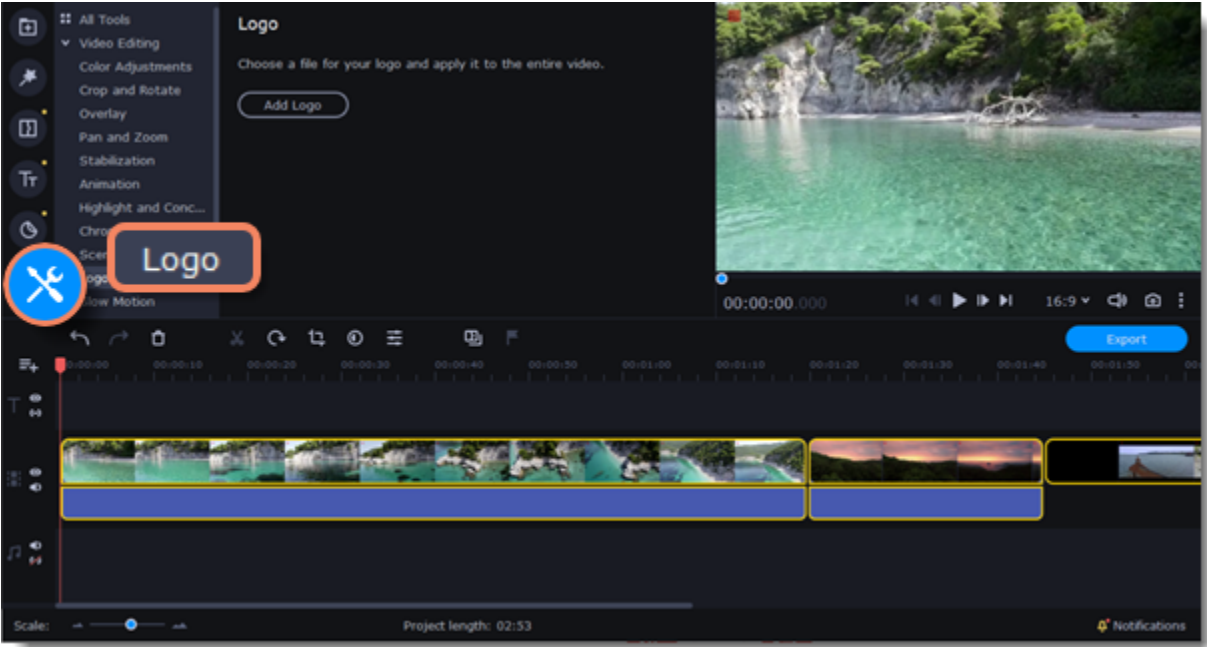 All Tools
Video Editing
Color Adjustments
Crop and Rotate
Overlay
Pan and Zoom
Stabilization
Animation
Highlight and Conc...
Logo
Logo
Choose a file for your logo and apply it to the entire video.
Add Logo
00:00:00.000
16:9
Export
00:00:10
00:00:20
00:00:30
00:00:40
00:00:50
00:01:00
00:01:10
00:01:20
00:01:30
00:01:40
00:01:50
Scale:
Project length: 02:53
Notifications